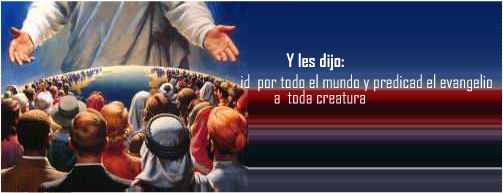 Y les dijo:
id por todo el mundo y predicad el evangelio
a toda creatura